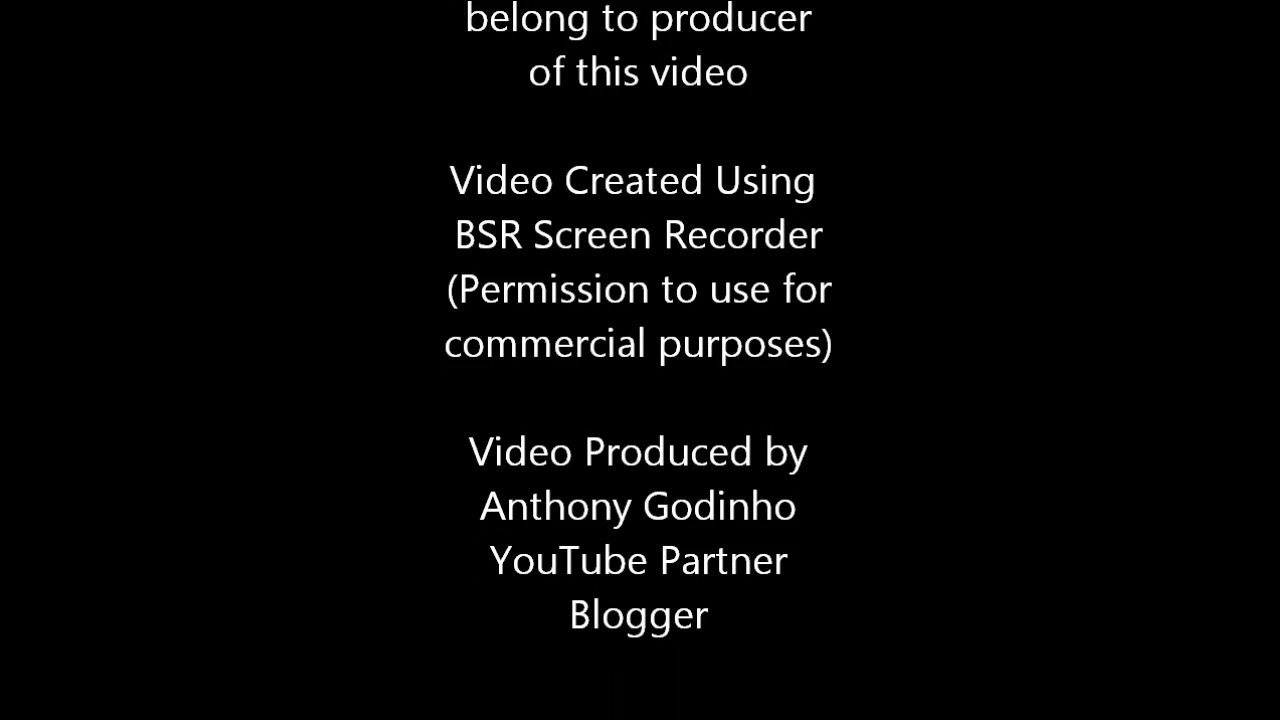 belong to producer
of this video
Video Created Using
BSR Screen Recorder
(Permission to use for
commercial purposes)
Video Produced by
Anthony Godinho
YouTube Partner
Blogger